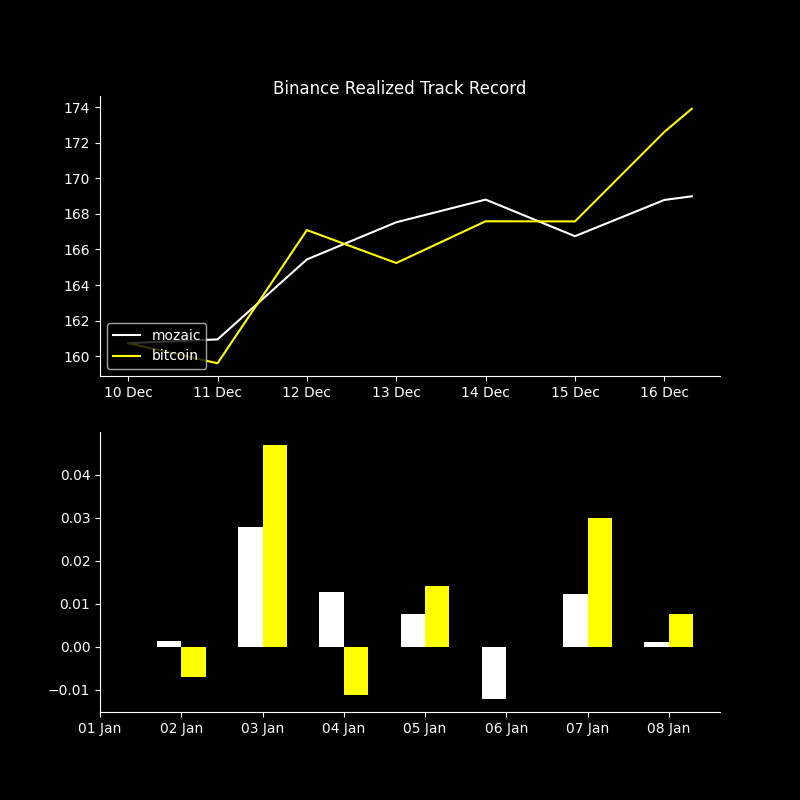 Binance Realized Track Record
174
172
170
168
166
164
162
160
mozaic
bitcoin
10 Dec 11 Dec 12 Dec 13 Dec 14 Dec 15 Dec 16 Dec
0.04
0.03
0.02
0.01
0.00
−0.01
01 Jan 02 Jan 03 Jan 04 Jan 05 Jan 06 Jan 07 Jan 08 Jan